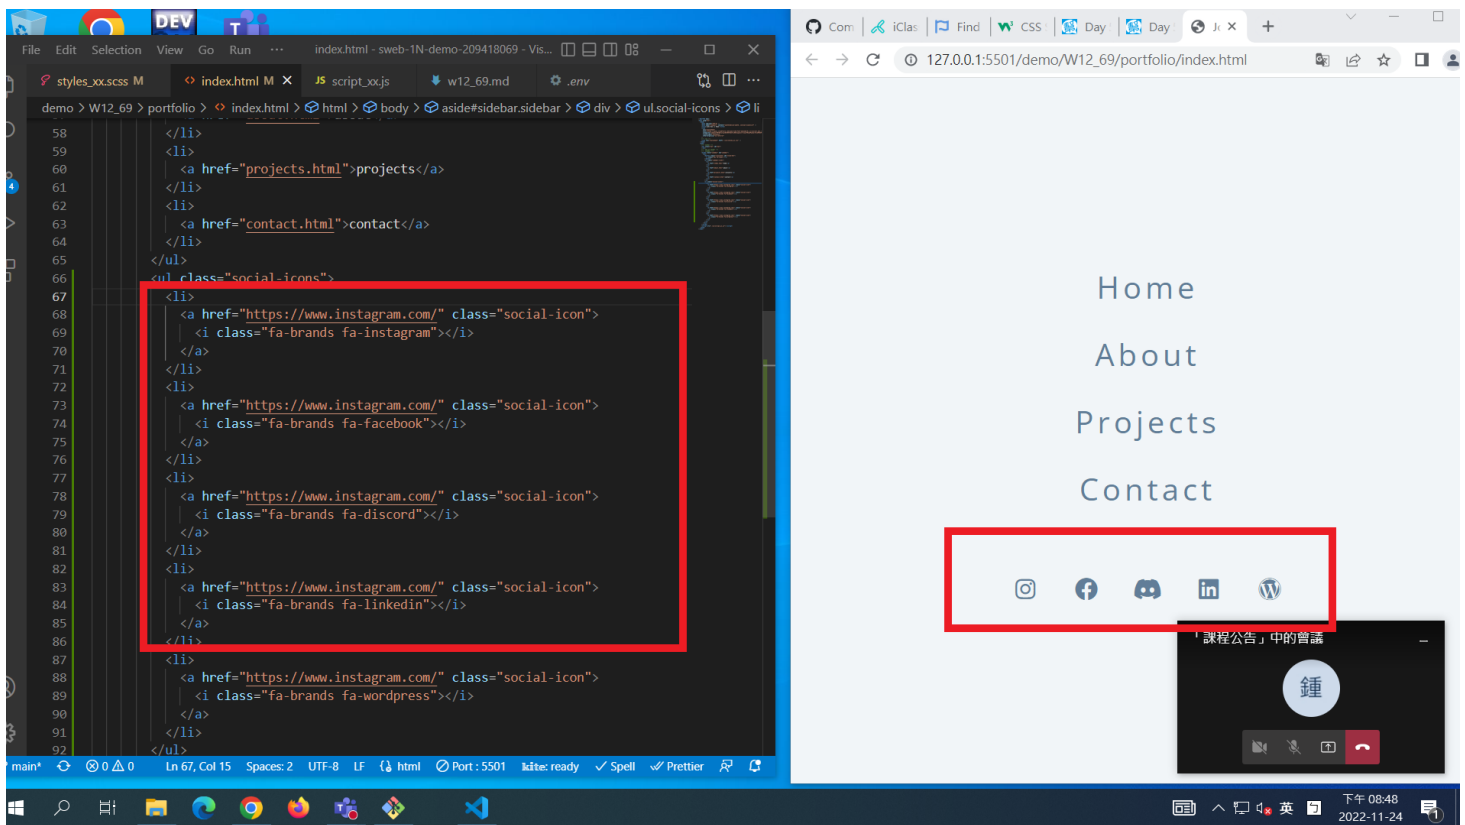 DEV
File Edit Selection View Go Run ··· index.html - sweb-1N-demo-209418069 - Vis...
styles_xx.scss M index.html M script_xx.js w12_69.md .env
demo > W12_69 > portfolio > index.html > html > body > aside#sidebar.sidebar > div > ul.social-icons > li
58 </li>
59 <li>
60 <a href="projects.html">projects</a>
61 </li>
62 <li>
63 <a href="contact.html">contact</a>
64 </li>
65 </ul>
66 <ul class="social-icons">
67 <li>
68 <a href="https://www.instagram.com/" class="social-icon">
69 <i class="fa-brands fa-instagram"></i>
70 </a>
71 </li>
72 <li>
73 <a href="https://www.instagram.com/" class="social-icon">
74 <i class="fa-brands fa-facebook"></i>
75 </a>
76 </li>
77 <li>
78 <a href="https://www.instagram.com/" class="social-icon">
79 <i class="fa-brands fa-discord"></i>
80 </a>
81 </li>
82 <li>
83 <a href="https://www.instagram.com/" class="social-icon">
84 <i class="fa-brands fa-linkedin"></i>
85 </a>
86 </li>
87 <li>
88 <a href="https://www.instagram.com/" class="social-icon">
89 <i class="fa-brands fa-wordpress"></i>
90 </a>
91 </li>
92 </ul>
main* 0 0 Ln 67, Col 15 Spaces: 2 UTF-8 LF html Port : 5501 kite: ready Spell Prettier
Com iClas Find CSS Day Day
127.0.0.1:5501/demo/W12_69/portfolio/index.html
Home
About
Projects
Contact
「課程公告」中的會議
鍾
英
下午 08:48
2022-11-24